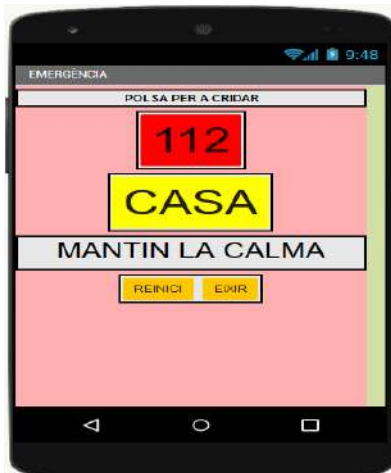 9:48
EMERGÈNCIA
POLSA PER A CRIDAR
112
CASA
MANTIN LA CALMA
REINICI EIXIR